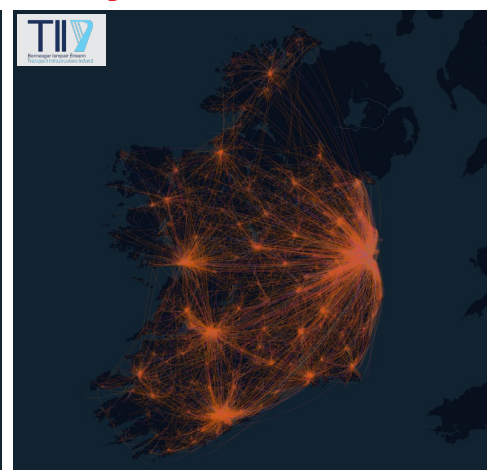 TII
Bonneagar Iompair Éireann
Transport Infrastructure Ireland